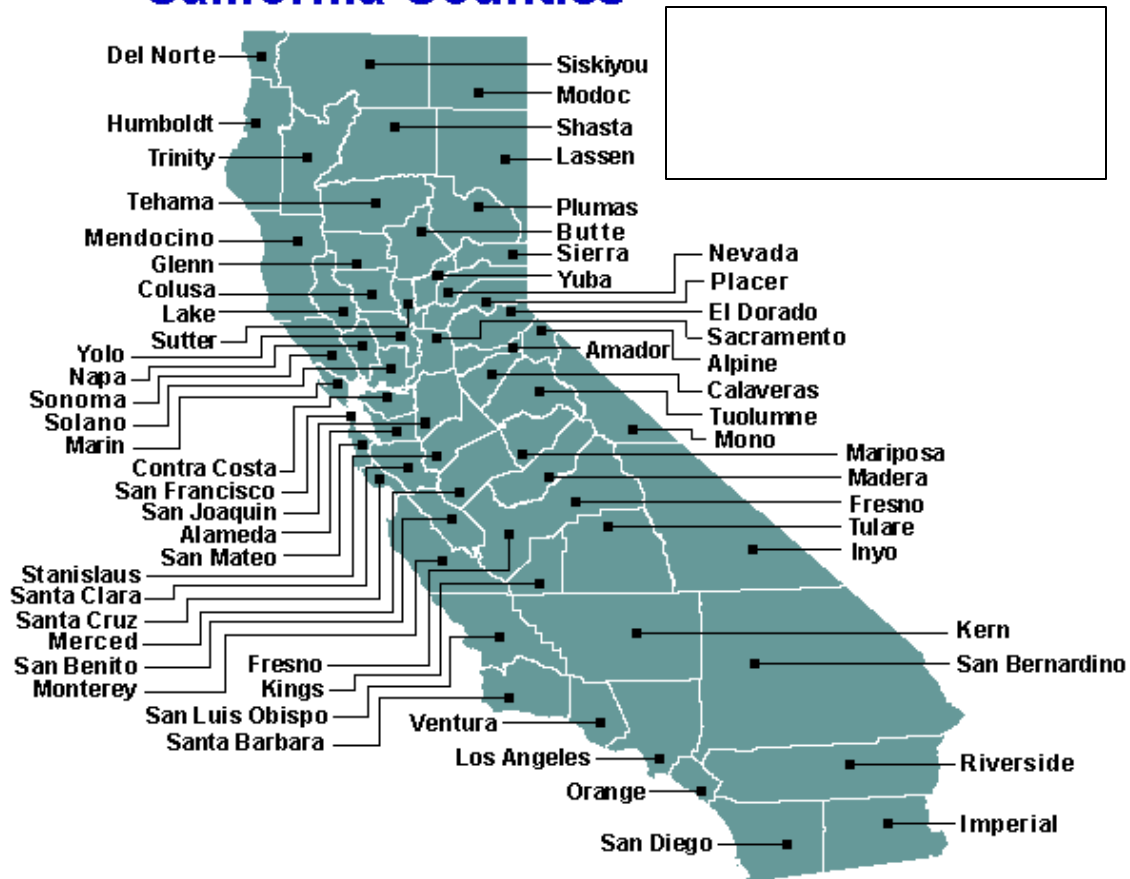 California Counties
Del Norte
Humboldt
Trinity
Tehama
Mendocino
Glenn
Colusa
Lake
Sutter
Yolo
Napa
Sonoma
Solano
Marin
Contra Costa
San Francisco
San Joaquin
Alameda
San Mateo
Stanislaus
Santa Clara
Santa Cruz
Merced
San Benito
Monterey
Fresno
Kings
San Luis Obispo
Santa Barbara
Ventura
Los Angeles
Orange
San Diego
Siskiyou
Modoc
Shasta
Lassen
Plumas
Butte
Sierra
Yuba
Nevada
Placer
El Dorado
Sacramento
Amador
Alpine
Calaveras
Tuolumne
Mono
Mariposa
Madera
Fresno
Tulare
Inyo
Kern
San Bernardino
Riverside
Imperial